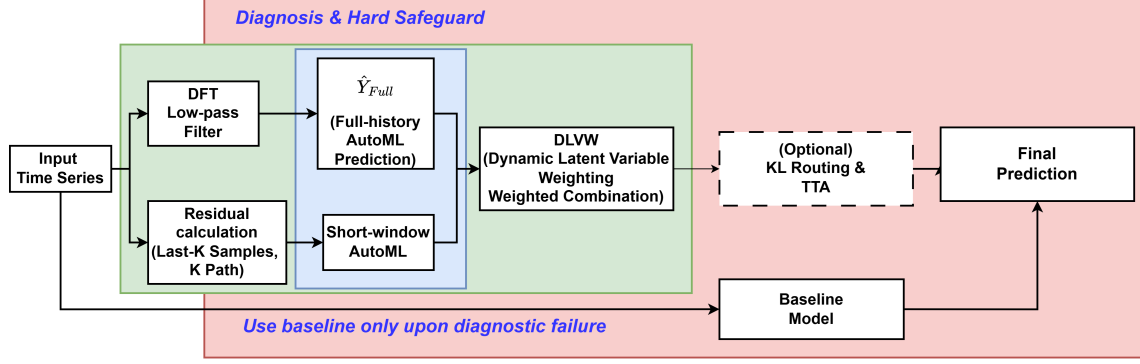 Diagnosis & Hard Safeguard
DFT
Low-pass
Filter
Ŷ_Full
(Full-history
AutoML
Prediction)
Input
Time Series
DLVW
(Dynamic Latent Variable
Weighting
Weighted Combination)
(Optional)
KL Routing &
TTA
Final
Prediction
Residual
calculation
(Last-K Samples,
K Path)
Short-window
AutoML
Baseline
Model
Use baseline only upon diagnostic failure